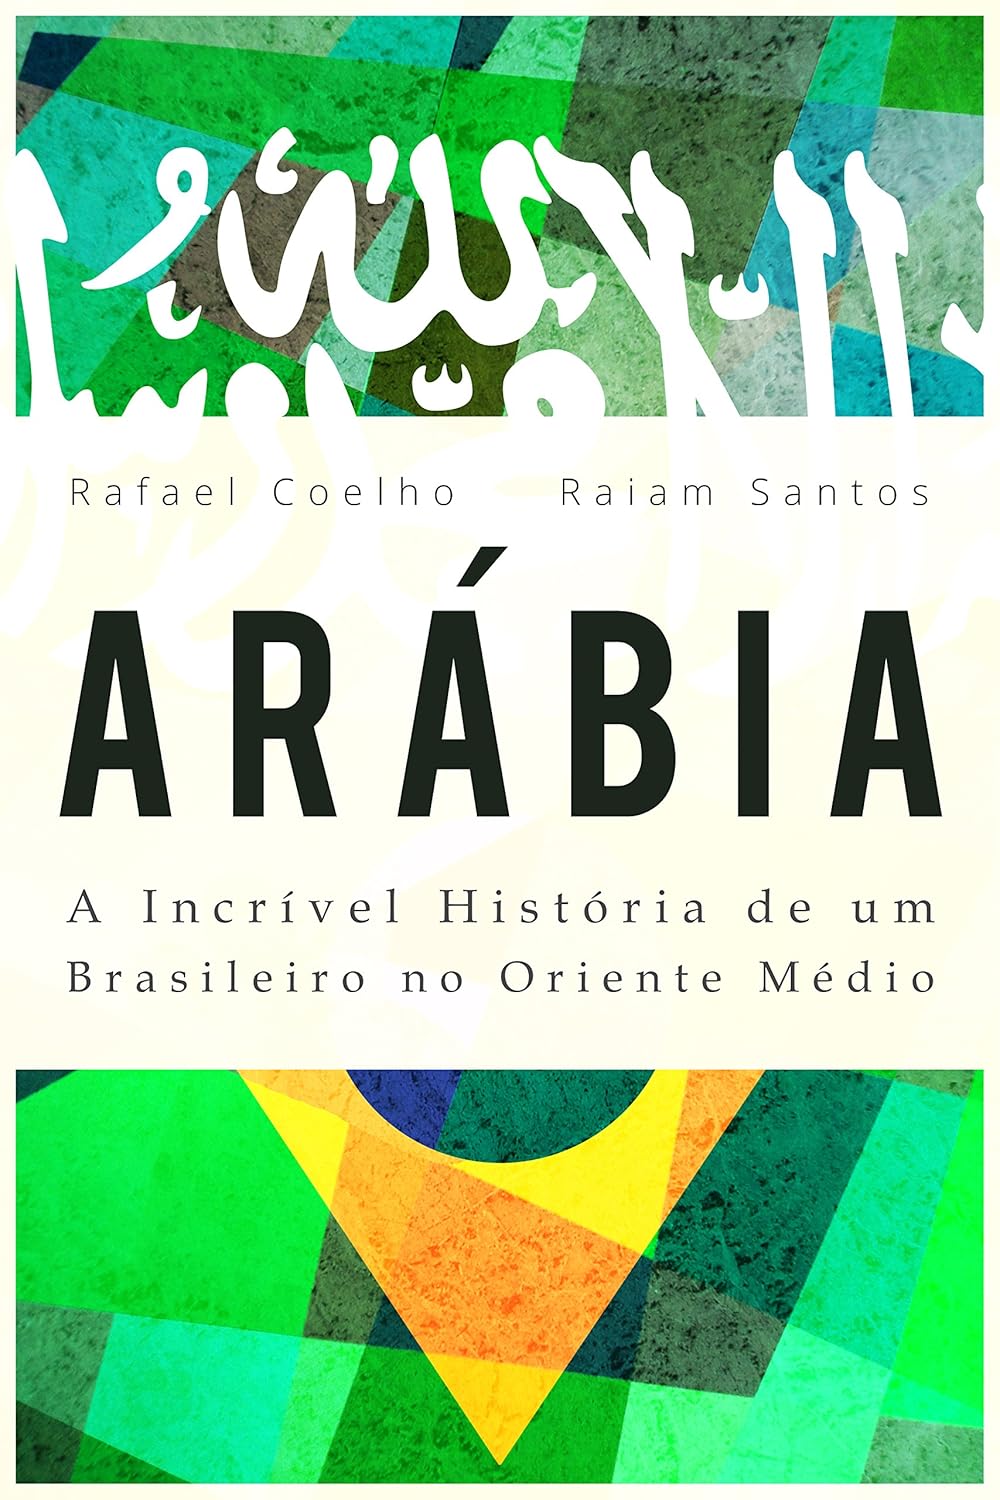 Rafael Coelho Raiam Santos
ARÁBIA
A Incrível História de um
Brasileiro no Oriente Médio